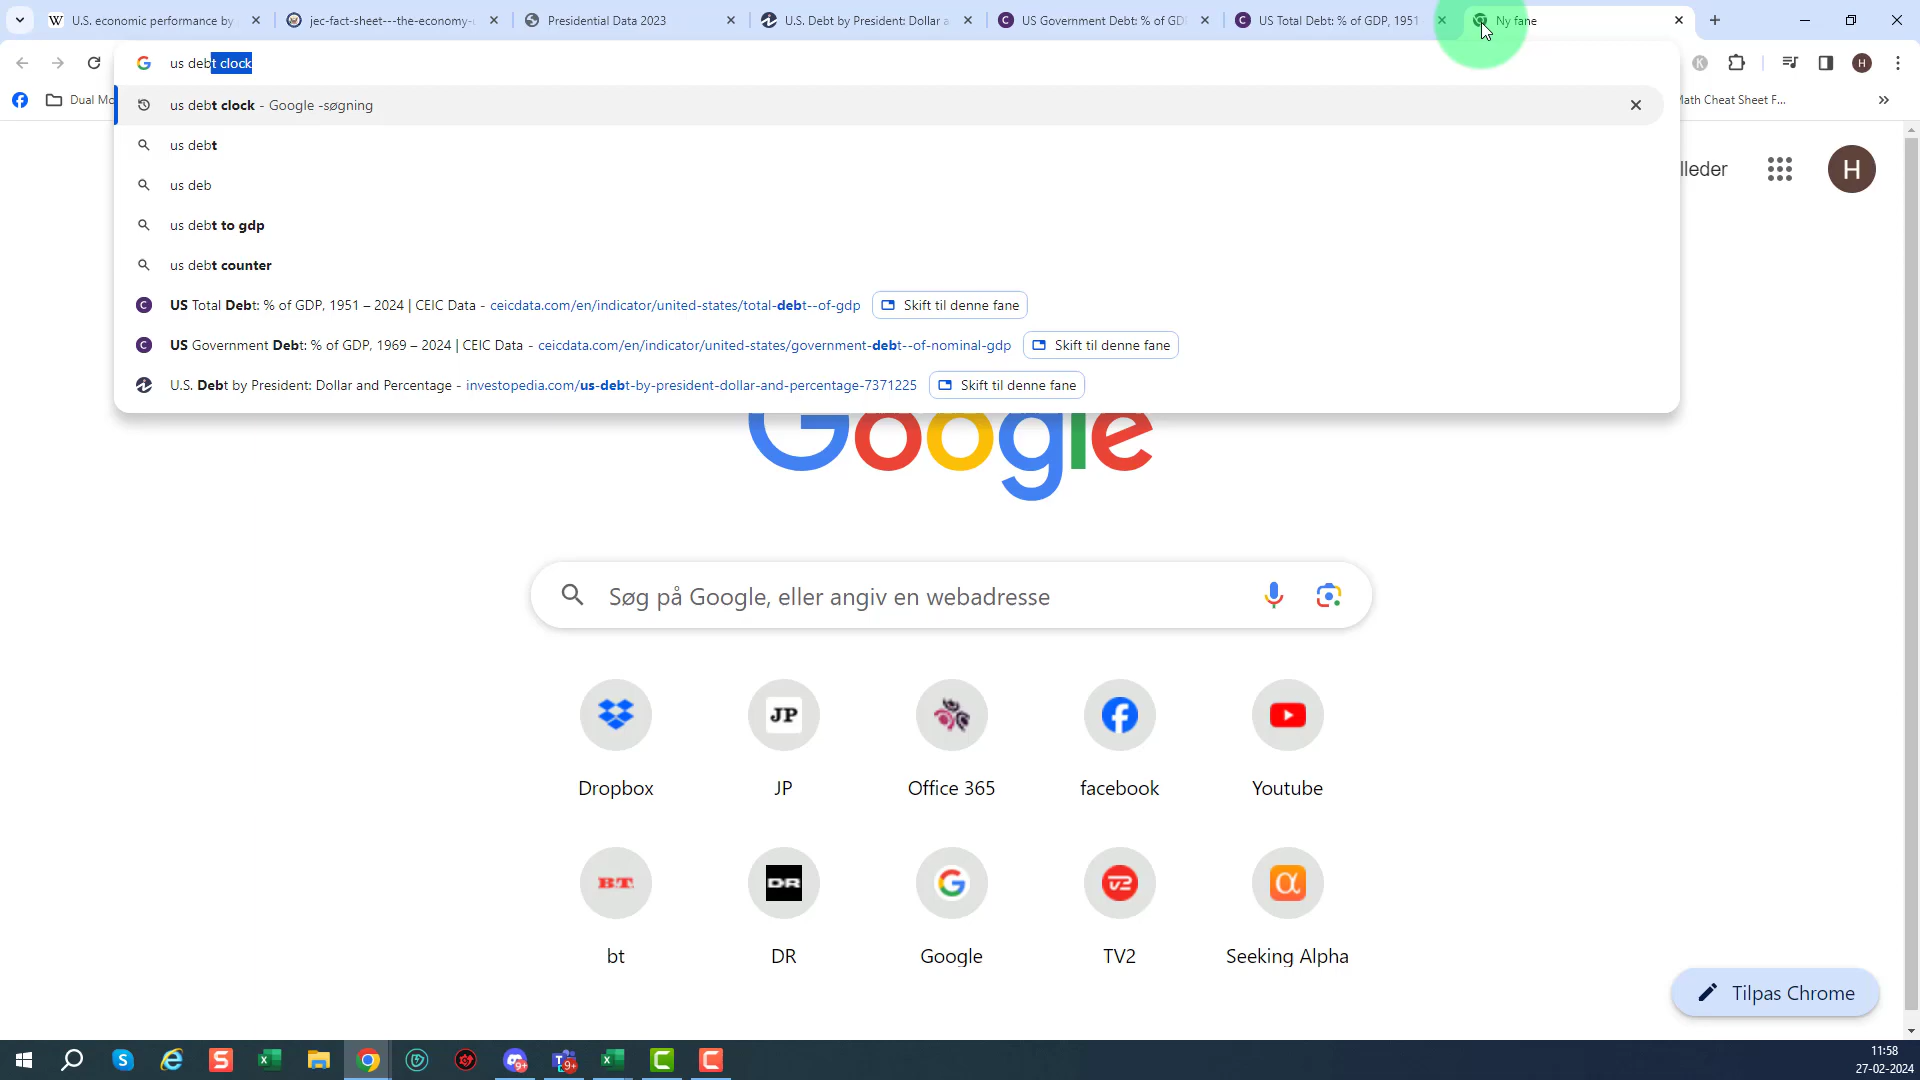 U.S. economic performance by
jec-fact-sheet---the-economy-
Presidential Data 2023
U.S. Debt by President: Dollar a
US Government Debt: % of GD
US Total Debt: % of GDP, 1951
Ny fane
us debt clock
Dual Mo
Math Cheat Sheet F...
us debt clock - Google -søgning
us debt
us deb
us debt to gdp
us debt counter
US Total Debt: % of GDP, 1951 – 2024 | CEIC Data - ceicdata.com/en/indicator/united-states/total-debt--of-gdp Skift til denne fane
US Government Debt: % of GDP, 1969 – 2024 | CEIC Data - ceicdata.com/en/indicator/united-states/government-debt--of-nominal-gdp Skift til denne fane
U.S. Debt by President: Dollar and Percentage - investopedia.com/us-debt-by-president-dollar-and-percentage-7371225 Skift til denne fane
lleder
H
Google
Søg på Google, eller angiv en webadresse
JP
Dropbox
JP
Office 365
facebook
Youtube
BT.
DR
bt
DR
Google
TV2
Seeking Alpha
Tilpas Chrome
11:58
27-02-2024